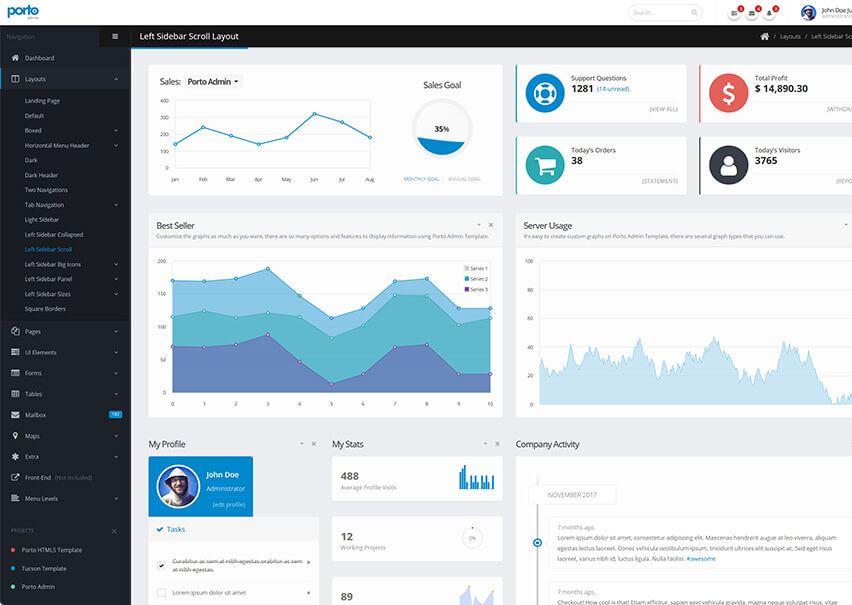 porto
admin
Search...
3
4
3
John Doe Ju
administrator
Navigation
Left Sidebar Scroll Layout
/ Layouts / Left Sidebar Sc
Dashboard
Layouts
Landing Page
Default
Boxed
Horizontal Menu Header
Dark
Dark Header
Two Navigations
Tab Navigation
Light Sidebar
Left Sidebar Collapsed
Left Sidebar Scroll
Left Sidebar Big Icons
Left Sidebar Panel
Left Sidebar Sizes
Square Borders
Pages
UI Elements
Forms
Tables
Mailbox
182
Maps
Extra
Front-End (Not Included)
Menu Levels
PROJECTS
Porto HTML5 Template
Tucson Template
Porto Admin
Sales: Porto Admin
400
300
200
100
0
Jan Feb Mar Apr May Jun Jul Aug
Sales Goal
35%
MONTHLY GOAL ANNUAL GOAL
Support Questions
1281 (14 unread)
(VIEW ALL)
Total Profit
$ 14,890.30
(WITHDRA
Today's Orders
38
(STATEMENT)
Today's Visitors
3765
(REPO
Best Seller
Customize the graphs as much as you want, there are so many options and features to display information using Porto Admin Template.
200
150
100
50
0
Series 1
Series 2
Series 3
0 1 2 3 4 5 6 7 8 9 10
Server Usage
It's easy to create custom graphs on Porto Admin Template, there are several graph types that you can use.
100
80
60
40
20
0
My Profile
John Doe
Administrator
(edit profile)
Tasks
Curabitur ac sem at nibh egestas urabitur ac sem
at nibh egestas.
Lorem ipsum dolor sit amet
My Stats
488
Average Profile Visits
12
Working Projects
0%
89
Company Activity
NOVEMBER 2017
7 months ago.
Lorem ipsum dolor sit amet, consectetur adipiscing elit. Maecenas hendrerit augue at leo viverra, aliquam
egestas lectus laoreet. Donec vehicula vestibulum ipsum, tincidunt ultrices elit suscipit ac. Sed eget risus
laoreet, varius nibh id, luctus ligula. Nulla facilisi. #awesome
7 months ago.
Checkout! How cool is that! Etiam efficitur, sapien eget vehicula gravida, magna neque volutpat risus,